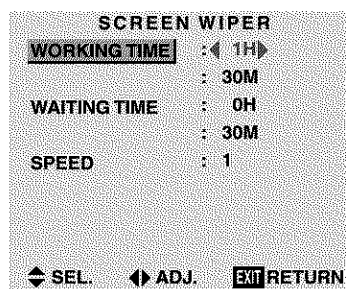 SCREEN WIPER
WORKING TIME : 1H
: 30M
WAITING TIME : 0H
: 30M
SPEED : 1
SEL. ADJ. EXIT RETURN